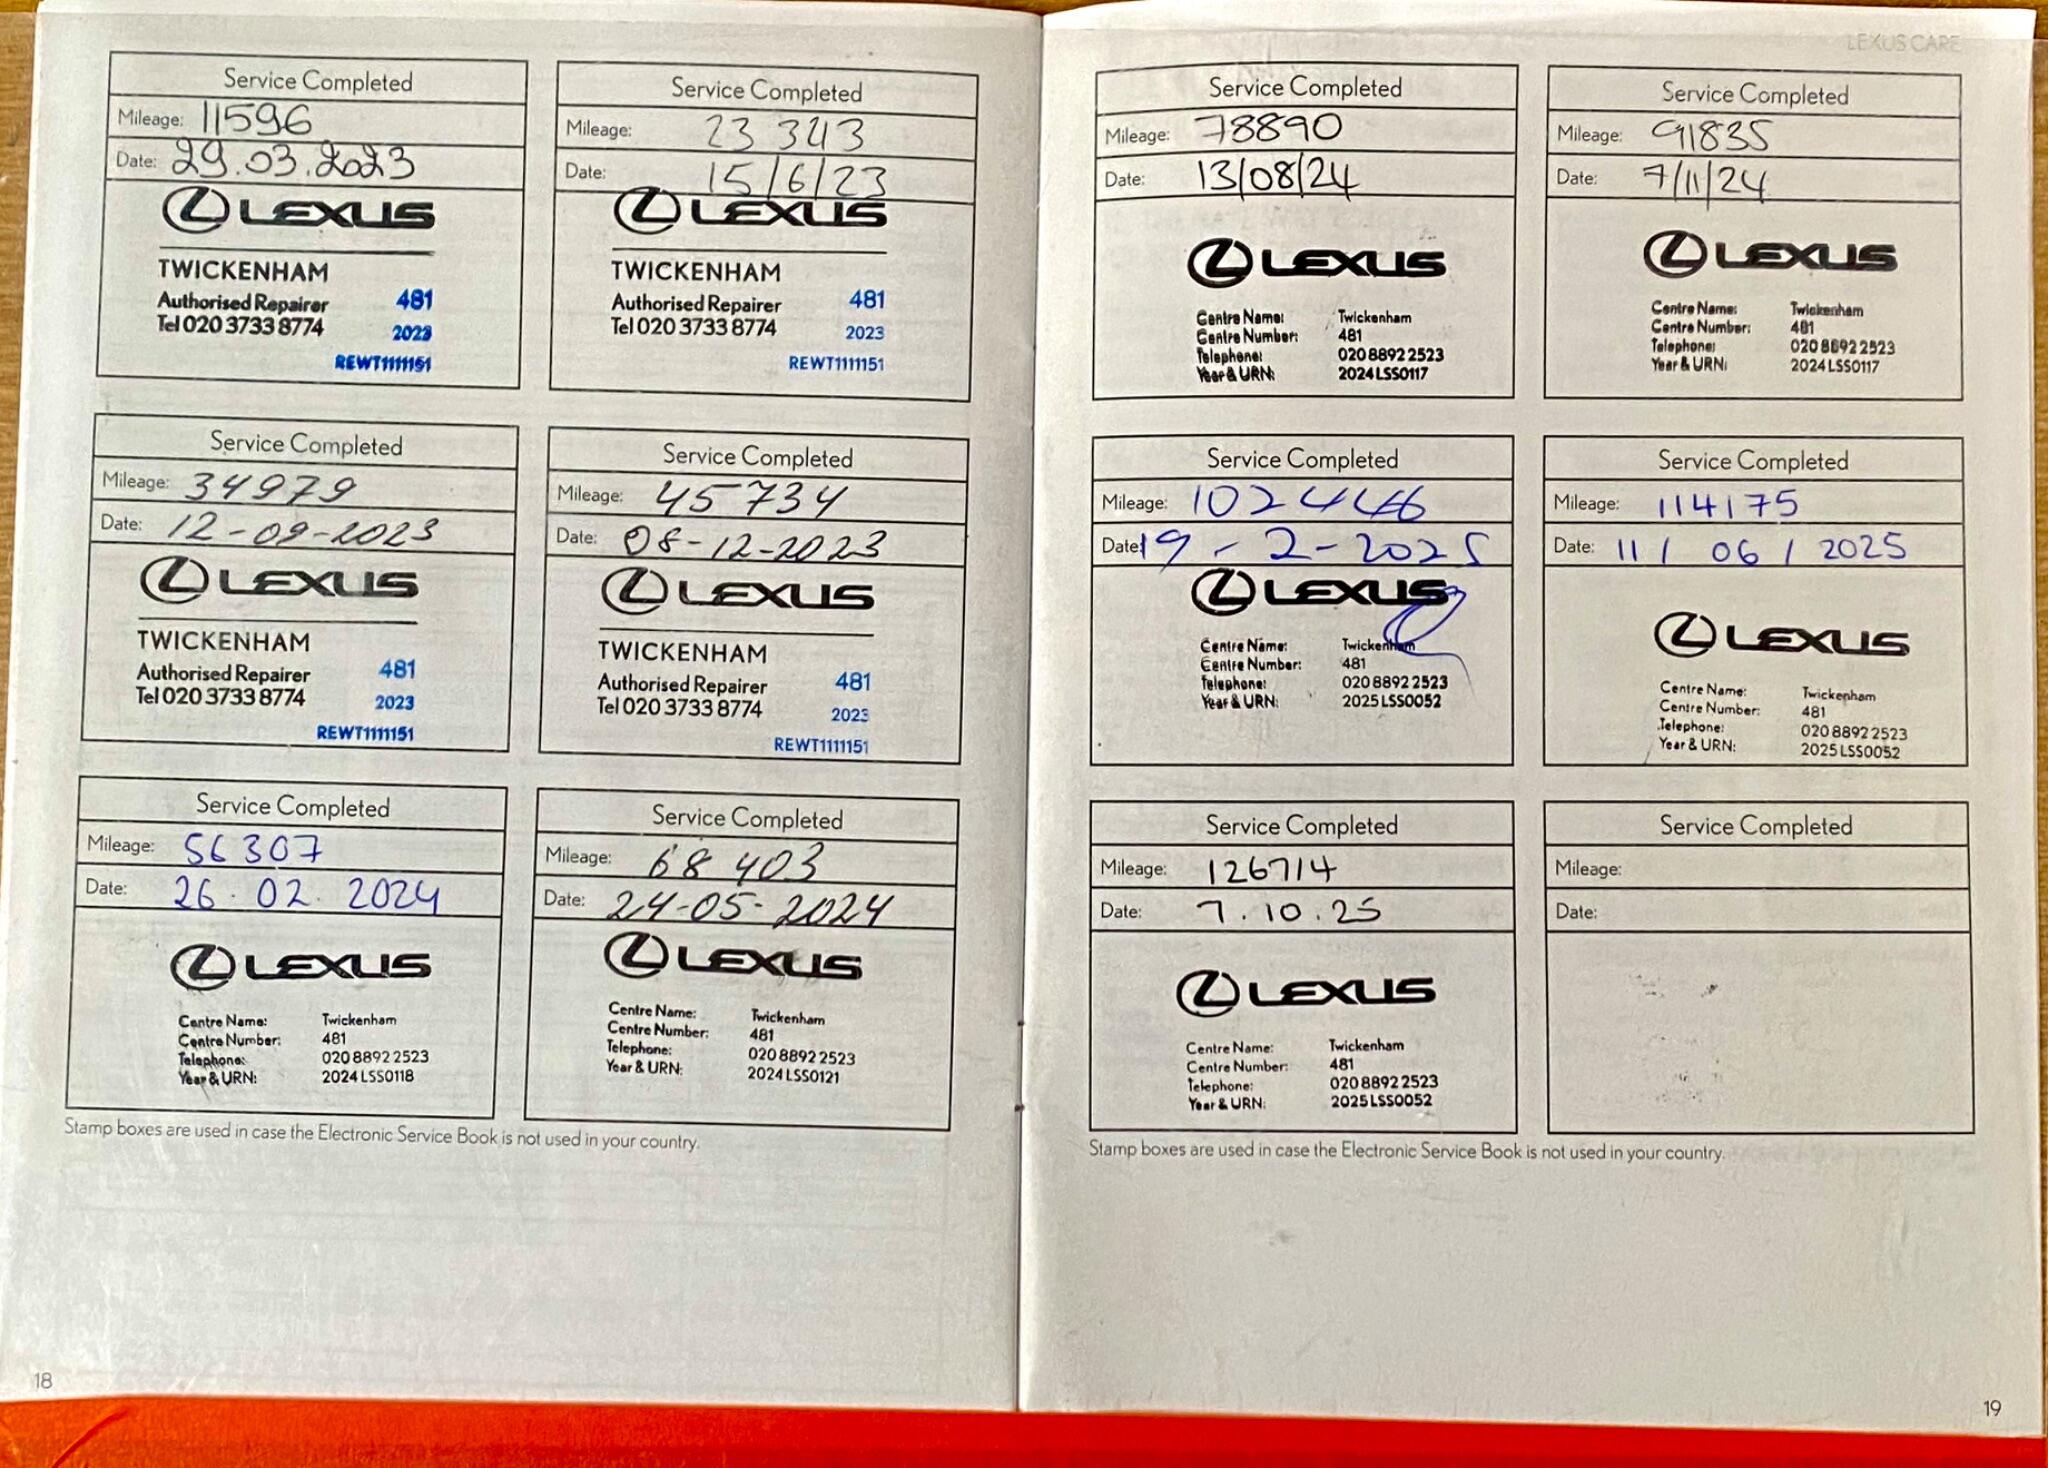 LEXUS CARE
Service Completed
Mileage: 11596
Date: 29.03.2023
LEXUS
TWICKENHAM
Authorised Repairer 481
Tel 020 3733 8774 2023
REWT1111151
Service Completed
Mileage: 23 343
Date: 15/6/23
LEXUS
TWICKENHAM
Authorised Repairer 481
Tel 020 3733 8774 2023
REWT1111151
Service Completed
Mileage: 34979
Date: 12-09-2023
LEXUS
TWICKENHAM
Authorised Repairer 481
Tel 020 3733 8774 2023
REWT1111151
Service Completed
Mileage: 45734
Date: 08-12-2023
LEXUS
TWICKENHAM
Authorised Repairer 481
Tel 020 3733 8774 2023
REWT1111151
Service Completed
Mileage: 56307
Date: 26.02.2024
LEXUS
Centre Name: Twickenham
Centre Number: 481
Telephone: 020 8892 2523
Year & URN: 2024 LSS0118
Service Completed
Mileage: 68 403
Date: 24-05-2024
LEXUS
Centre Name: Twickenham
Centre Number: 481
Telephone: 020 8892 2523
Year & URN: 2024 LSS0121
Stamp boxes are used in case the Electronic Service Book is not used in your country.
18
Service Completed
Mileage: 78890
Date: 13/08/24
LEXUS
Centre Name: Twickenham
Centre Number: 481
Telephone: 020 8892 2523
Year & URN: 2024 LSS0117
Service Completed
Mileage: 91835
Date: 7/11/24
LEXUS
Centre Name: Twickenham
Centre Number: 481
Telephone: 020 8892 2523
Year & URN: 2024 LSS0117
Service Completed
Mileage: 102446
Date: 19-2-2025
LEXUS
Centre Name: Twickenham
Centre Number: 481
Telephone: 020 8892 2523
Year & URN: 2025 LSS0052
Service Completed
Mileage: 114175
Date: 11/06/2025
LEXUS
Centre Name: Twickenham
Centre Number: 481
Telephone: 020 8892 2523
Year & URN: 2025 LSS0052
Service Completed
Mileage: 126714
Date: 7.10.25
LEXUS
Centre Name: Twickenham
Centre Number: 481
Telephone: 020 8892 2523
Year & URN: 2025 LSS0052
Service Completed
Mileage:
Date:
Stamp boxes are used in case the Electronic Service Book is not used in your country.
19